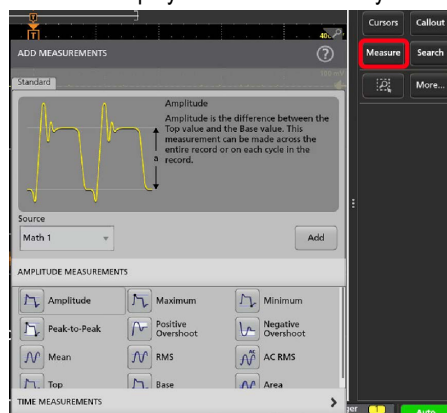 T
ADD MEASUREMENTS
?
Standard
Amplitude
Amplitude is the difference between the
Top value and the Base value. This
measurement can be made across the
entire record or on each cycle in the
record.
a
Source
Math 1
Add
AMPLITUDE MEASUREMENTS
Amplitude
Maximum
Minimum
Peak-to-Peak
Positive
Overshoot
Negative
Overshoot
Mean
RMS
AC RMS
Top
Base
Area
TIME MEASUREMENTS
Cursors
Callout
Measure
Search
More...
1
Auto